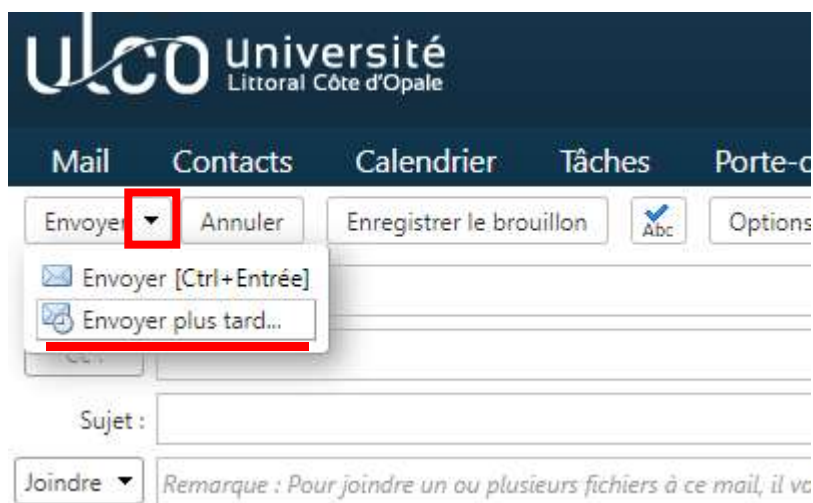 ulco université
Littoral Côte d'Opale
Mail Contacts Calendrier Tâches
Envoyer Annuler Enregistrer le brouillon Abc Options
Envoyer [Ctrl+Entrée]
Envoyer plus tard...
Sujet :
Joindre Remarque : Pour joindre un ou plusieurs fichiers à ce mail, il